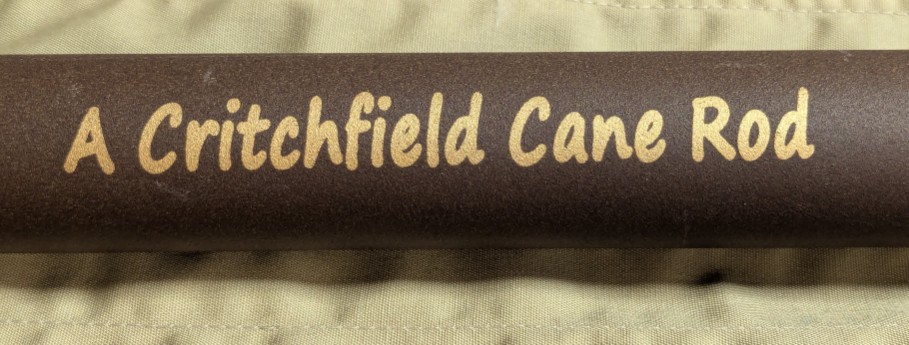 A Critchfield Cane Rod